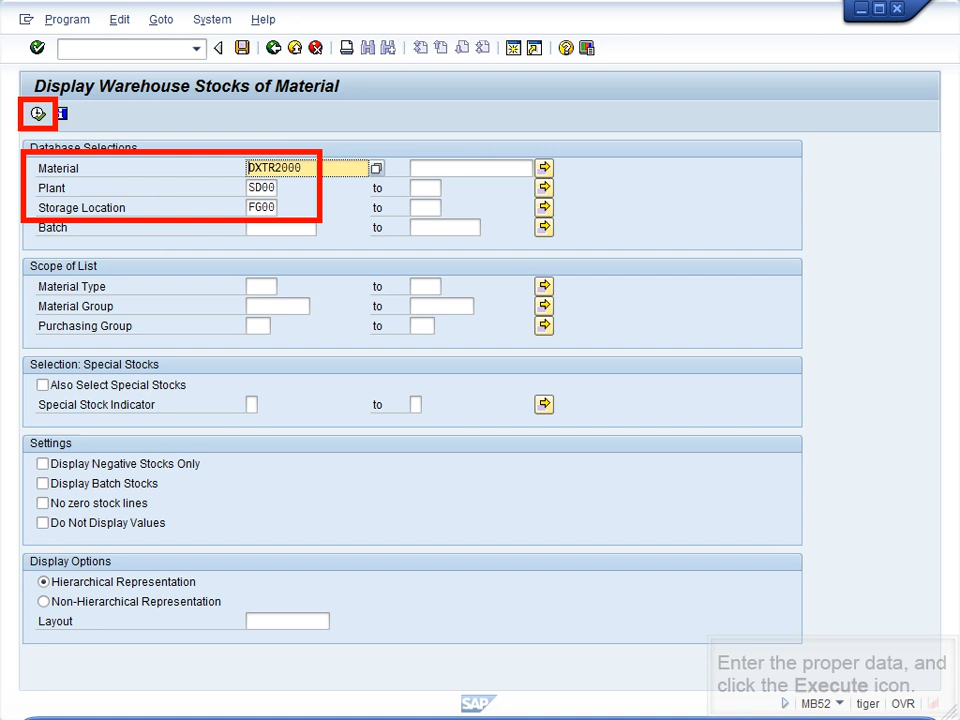 Program Edit Goto System Help
Display Warehouse Stocks of Material
Database Selections
Material DXTR2000
Plant SD00 to
Storage Location FG00 to
Batch to
Scope of List
Material Type to
Material Group to
Purchasing Group to
Selection: Special Stocks
Also Select Special Stocks
Special Stock Indicator to
Settings
Display Negative Stocks Only
Display Batch Stocks
No zero stock lines
Do Not Display Values
Display Options
Hierarchical Representation
Non-Hierarchical Representation
Layout
Enter the proper data, and
click the Execute icon.
SAP MB52 tiger OVR